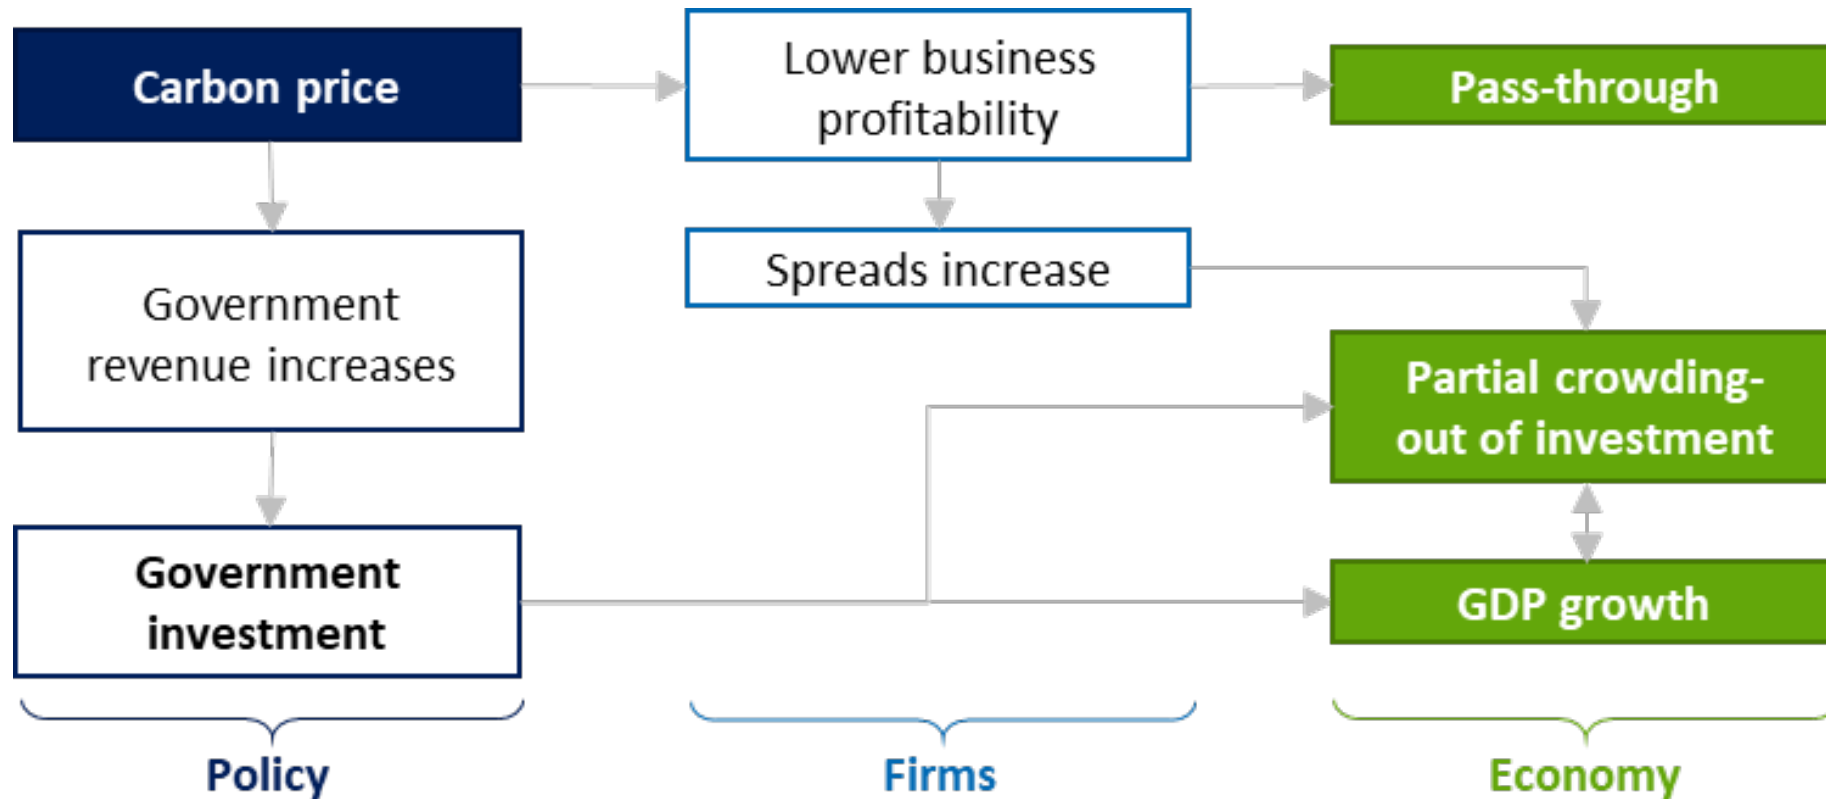 Carbon price
Lower business
profitability
Pass-through
Government
revenue increases
Spreads increase
Partial crowding-
out of investment
Government
investment
GDP growth
Policy
Firms
Economy